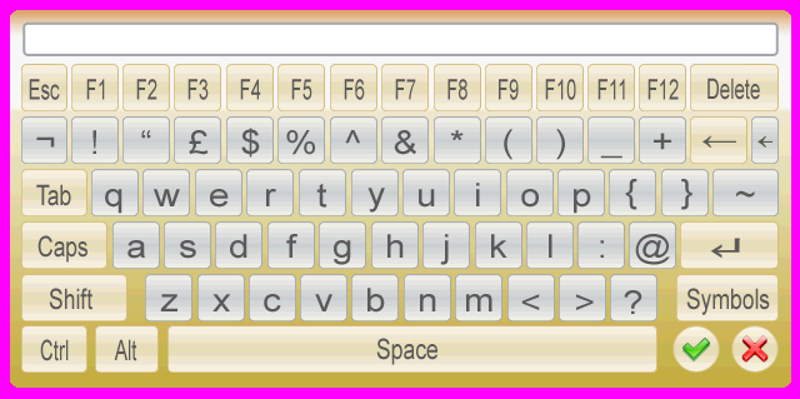 Esc F1 F2 F3 F4 F5 F6 F7 F8 F9 F10 F11 F12 Delete
¬ ! “ £ $ % ^ & * ( ) _ + ← ←
Tab q w e r t y u i o p { } ~
Caps a s d f g h j k l : @ ↵
Shift z x c v b n m < > ? Symbols
Ctrl Alt Space